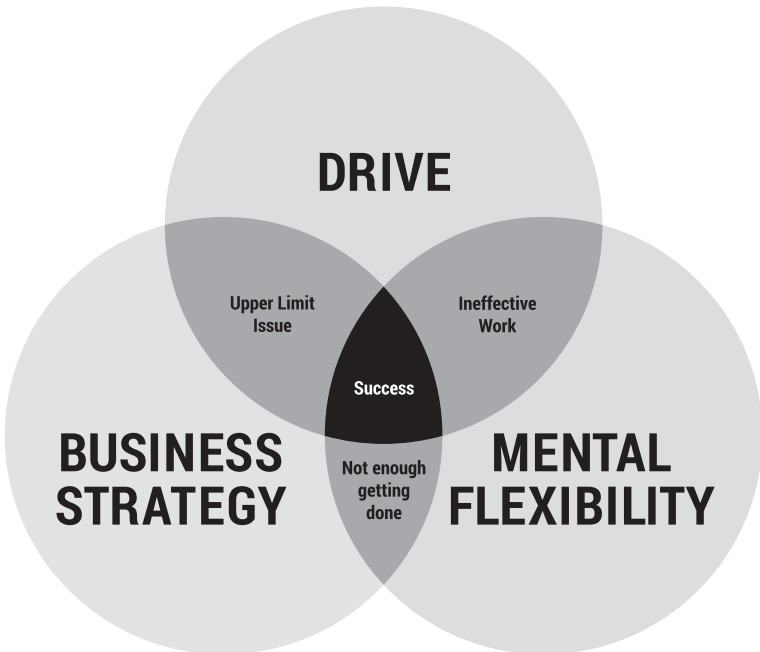 DRIVE
Upper Limit
Issue
Ineffective
Work
Success
BUSINESS
STRATEGY
Not enough
getting
done
MENTAL
FLEXIBILITY